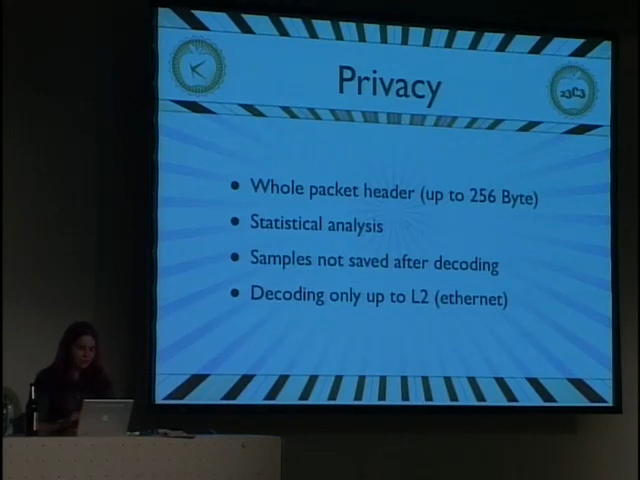 Privacy
23C3
• Whole packet header (up to 256 Byte)
• Statistical analysis
• Samples not saved after decoding
• Decoding only up to L2 (ethernet)